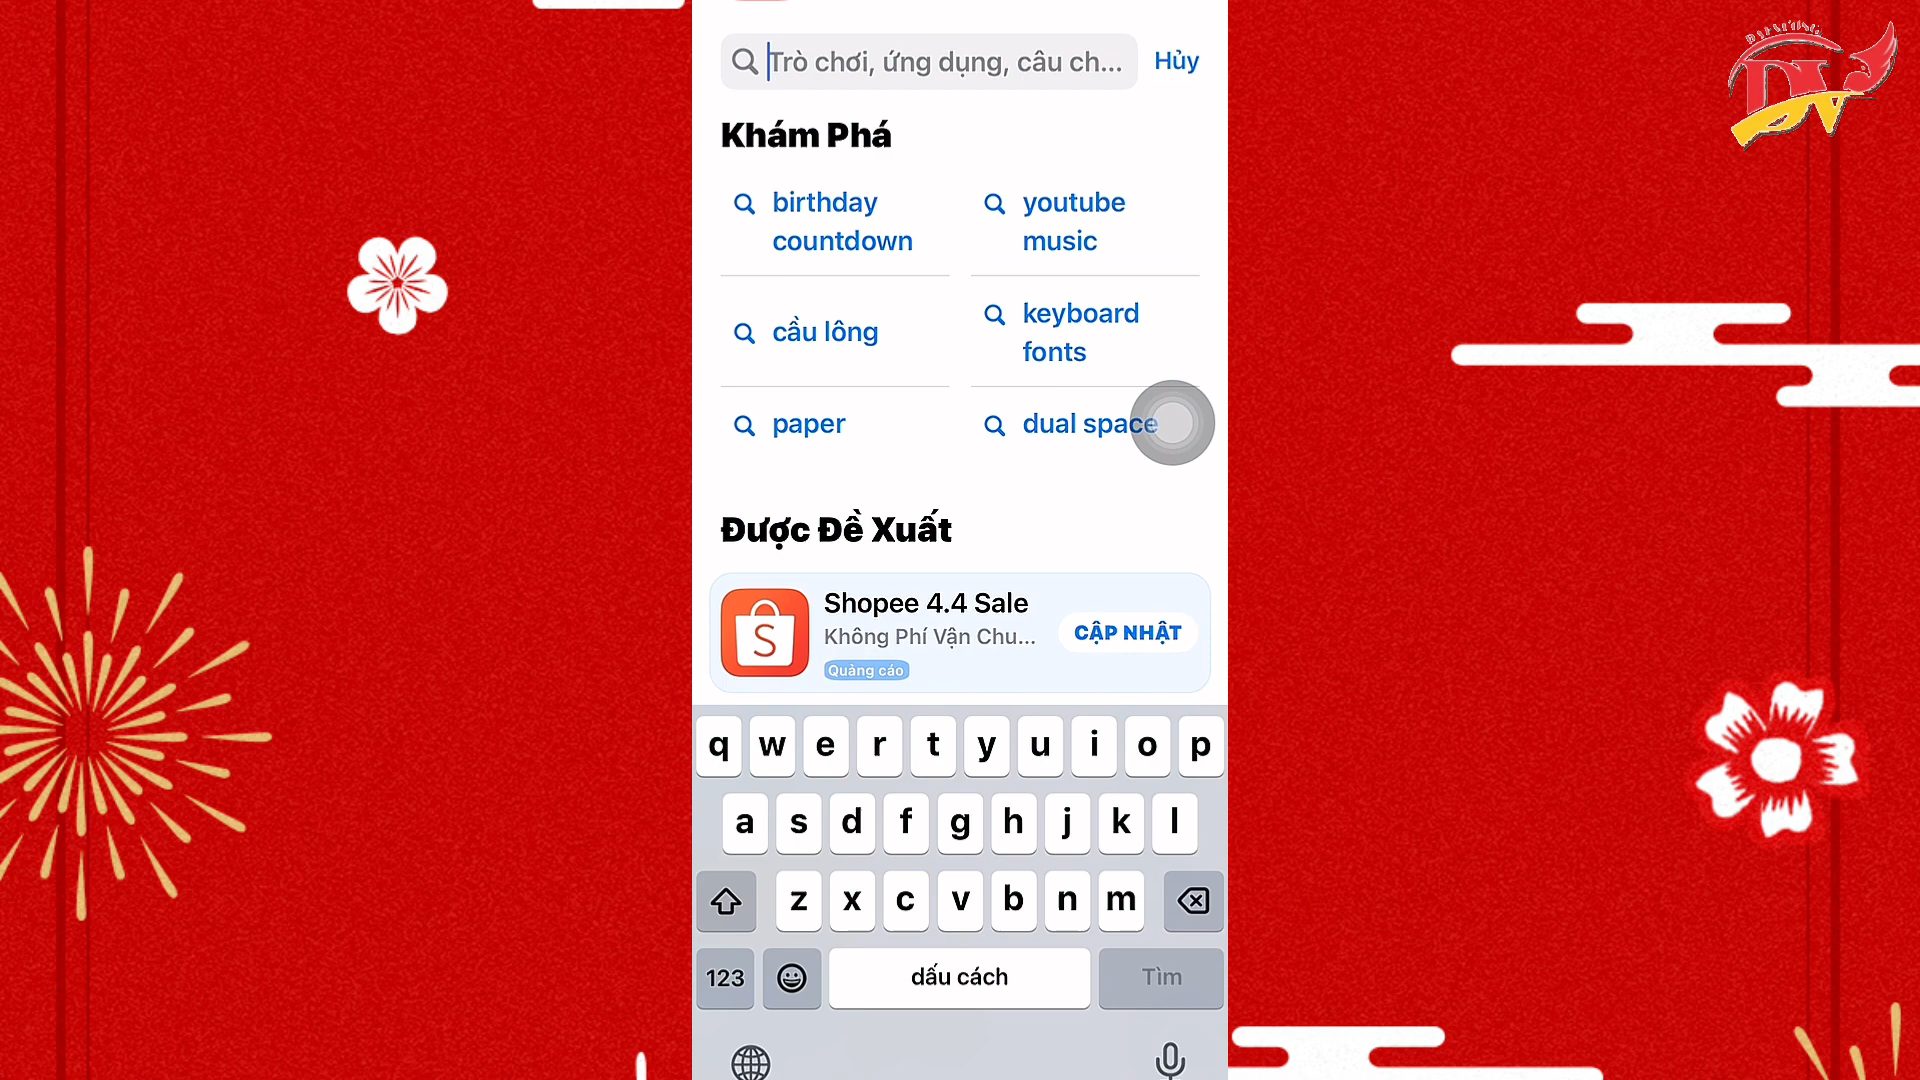 Trò chơi, ứng dụng, câu ch...
Hủy
Khám Phá
birthday
countdown
youtube
music
cầu lông
keyboard
fonts
paper
dual space
Được Đề Xuất
Shopee 4.4 Sale
Không Phí Vận Chu...
Quảng cáo
CẬP NHẬT
S
q w e r t y u i o p
a s d f g h j k l
z x c v b n m
123
dấu cách
Tìm